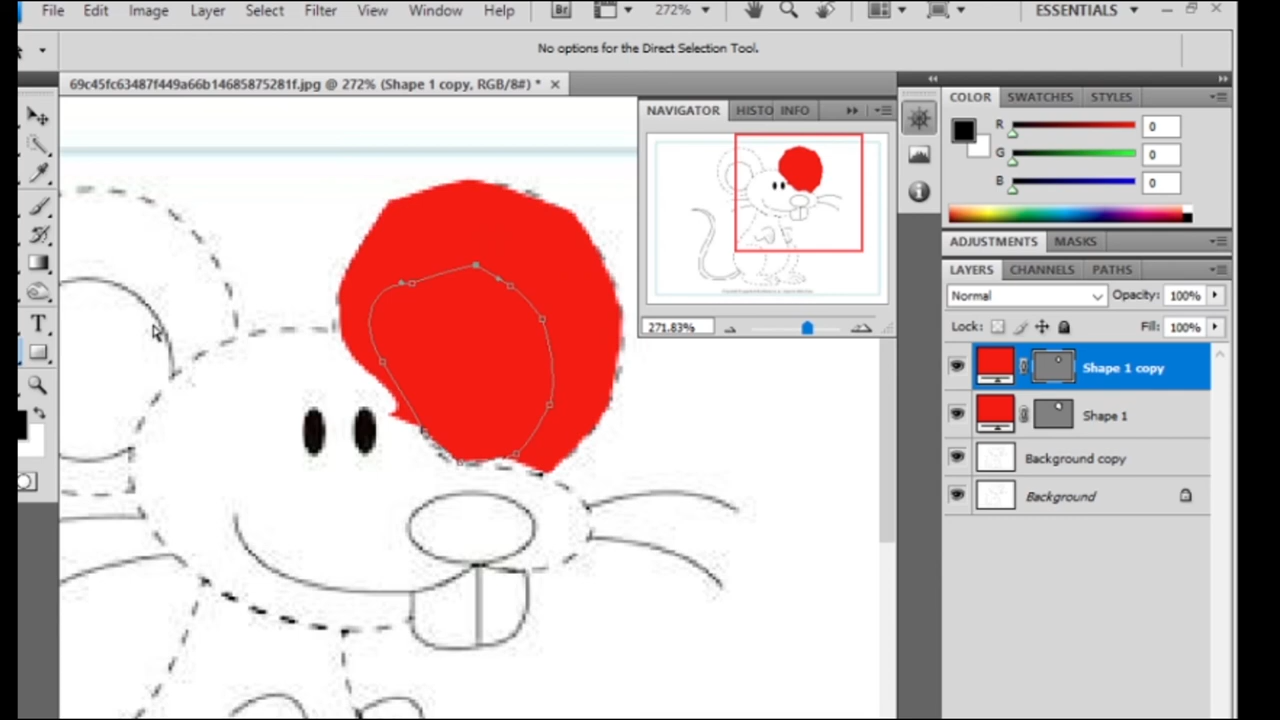 File Edit Image Layer Select Filter View Window Help Br 272% ESSENTIALS
No options for the Direct Selection Tool.
69c45fc63487f449a66b14685875281f.jpg @ 272% (Shape 1 copy, RGB/8#) *
NAVIGATOR HISTO INFO
271.83%
COLOR SWATCHES STYLES
R 0
G 0
B 0
ADJUSTMENTS MASKS
LAYERS CHANNELS PATHS
Normal Opacity: 100%
Lock: Fill: 100%
Shape 1 copy
Shape 1
Background copy
Background
T